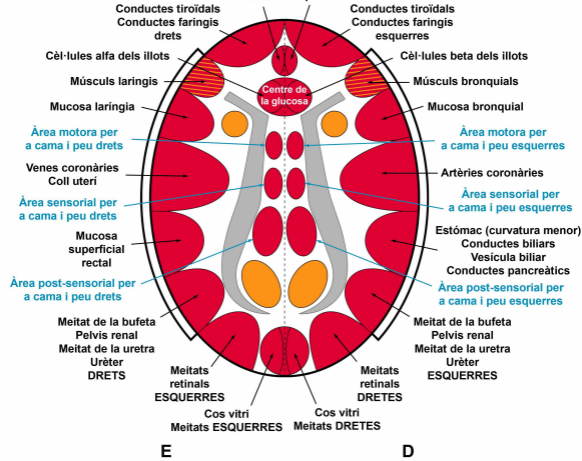 Conductes tiroïdals
Conductes faringis
drets
Conductes tiroïdals
Conductes faringis
esquerres
Cèl·lules alfa dels illots
Cèl·lules beta dels illots
Músculs laringis
Centre de
la glucosa
Músculs bronquials
Mucosa laríngia
Mucosa bronquial
Àrea motora per
a cama i peu drets
Àrea motora per
a cama i peu esquerres
Venes coronàries
Coll uterí
Artèries coronàries
Àrea sensorial per
a cama i peu drets
Àrea sensorial per
a cama i peu esquerres
Mucosa
superficial
rectal
Estómac (curvatura menor)
Conductes biliars
Vesícula biliar
Conductes pancreàtics
Àrea post-sensorial per
a cama i peu drets
Àrea post-sensorial per
a cama i peu esquerres
Meitat de la bufeta
Pelvis renal
Meitat de la uretra
Urèter
DRETS
Meitat de la bufeta
Pelvis renal
Meitat de la uretra
Urèter
ESQUERRES
Meitats
retinals
ESQUERRES
Meitats
retinals
DRETES
Cos vitri
Meitats ESQUERRES
Cos vitri
Meitats DRETES
E
D